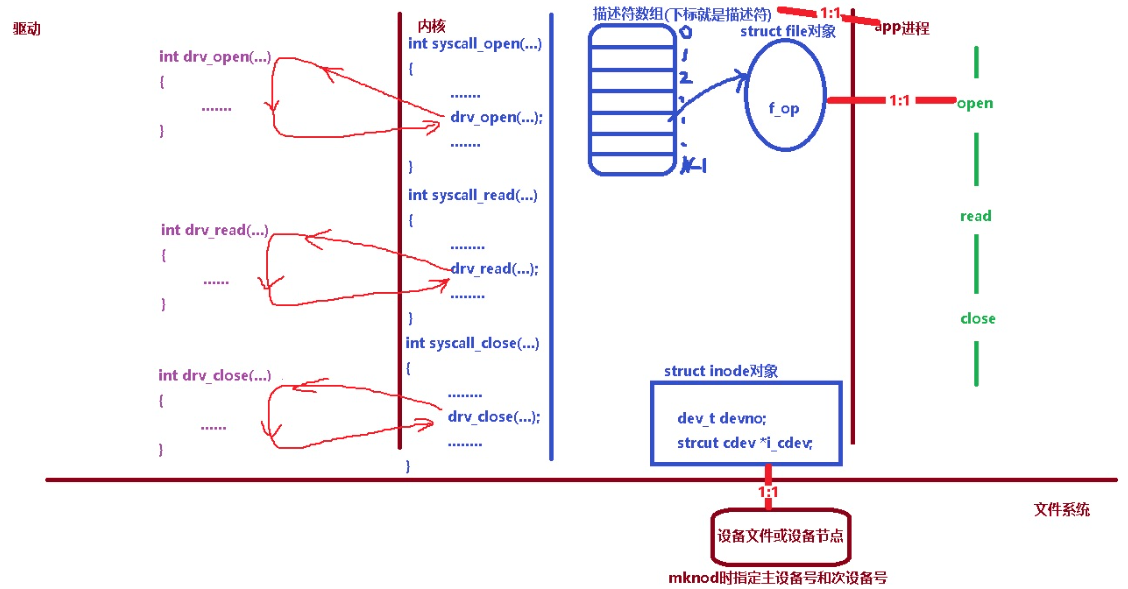 驱动
int drv_open(...)
{
.......
}
int drv_read(...)
{
......
}
int drv_close(...)
{
......
}
内核
int syscall_open(...)
{
.......
drv_open(...);
.......
}
int syscall_read(...)
{
........
drv_read(...);
........
}
int syscall_close(...)
{
........
drv_close(...);
........
}
描述符数组(下标就是描述符)
0
1
2
N-1
1:1
struct file对象
f_op
1:1
app进程
open
read
close
struct inode对象
dev_t devno;
strcut cdev *i_cdev;
1:1
文件系统
设备文件或设备节点
mknod时指定主设备号和次设备号